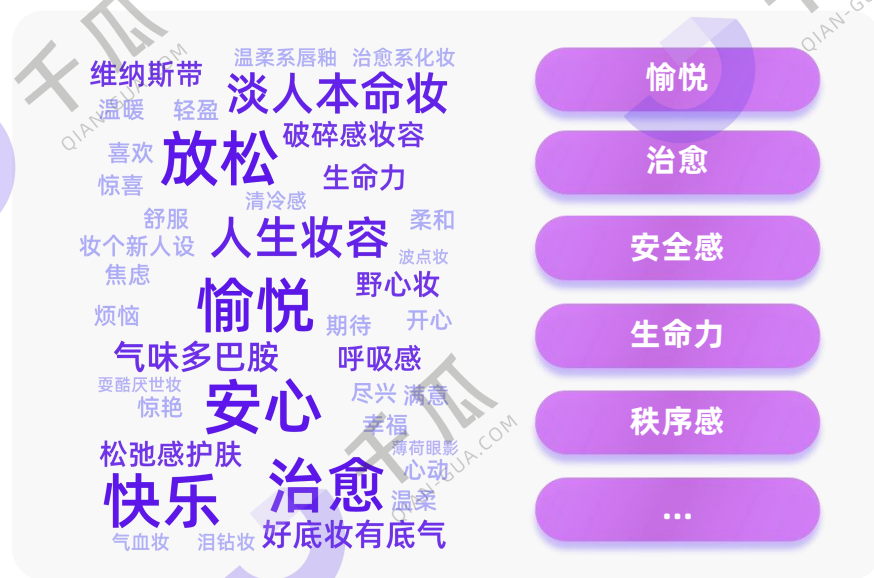 千瓜
QIAN-GUA.COM
QIAN-GU
维纳斯带
温柔系唇釉
治愈系化妆
温暖
轻盈
淡人本命妆
喜欢
放松
破碎感妆容
惊喜
生命力
清冷感
舒服
柔和
妆个新人设
人生妆容
波点妆
焦虑
野心妆
愉悦
烦恼
期待
开心
气味多巴胺
呼吸感
耍酷厌世妆
惊艳
安心
尽兴
满意
幸福
千瓜
QIAN-GUA.COM
松弛感护肤
薄荷眼影
治愈
心动
快乐
温柔
气血妆
泪钻妆
好底妆有底气
愉悦
治愈
安全感
生命力
秩序感
...